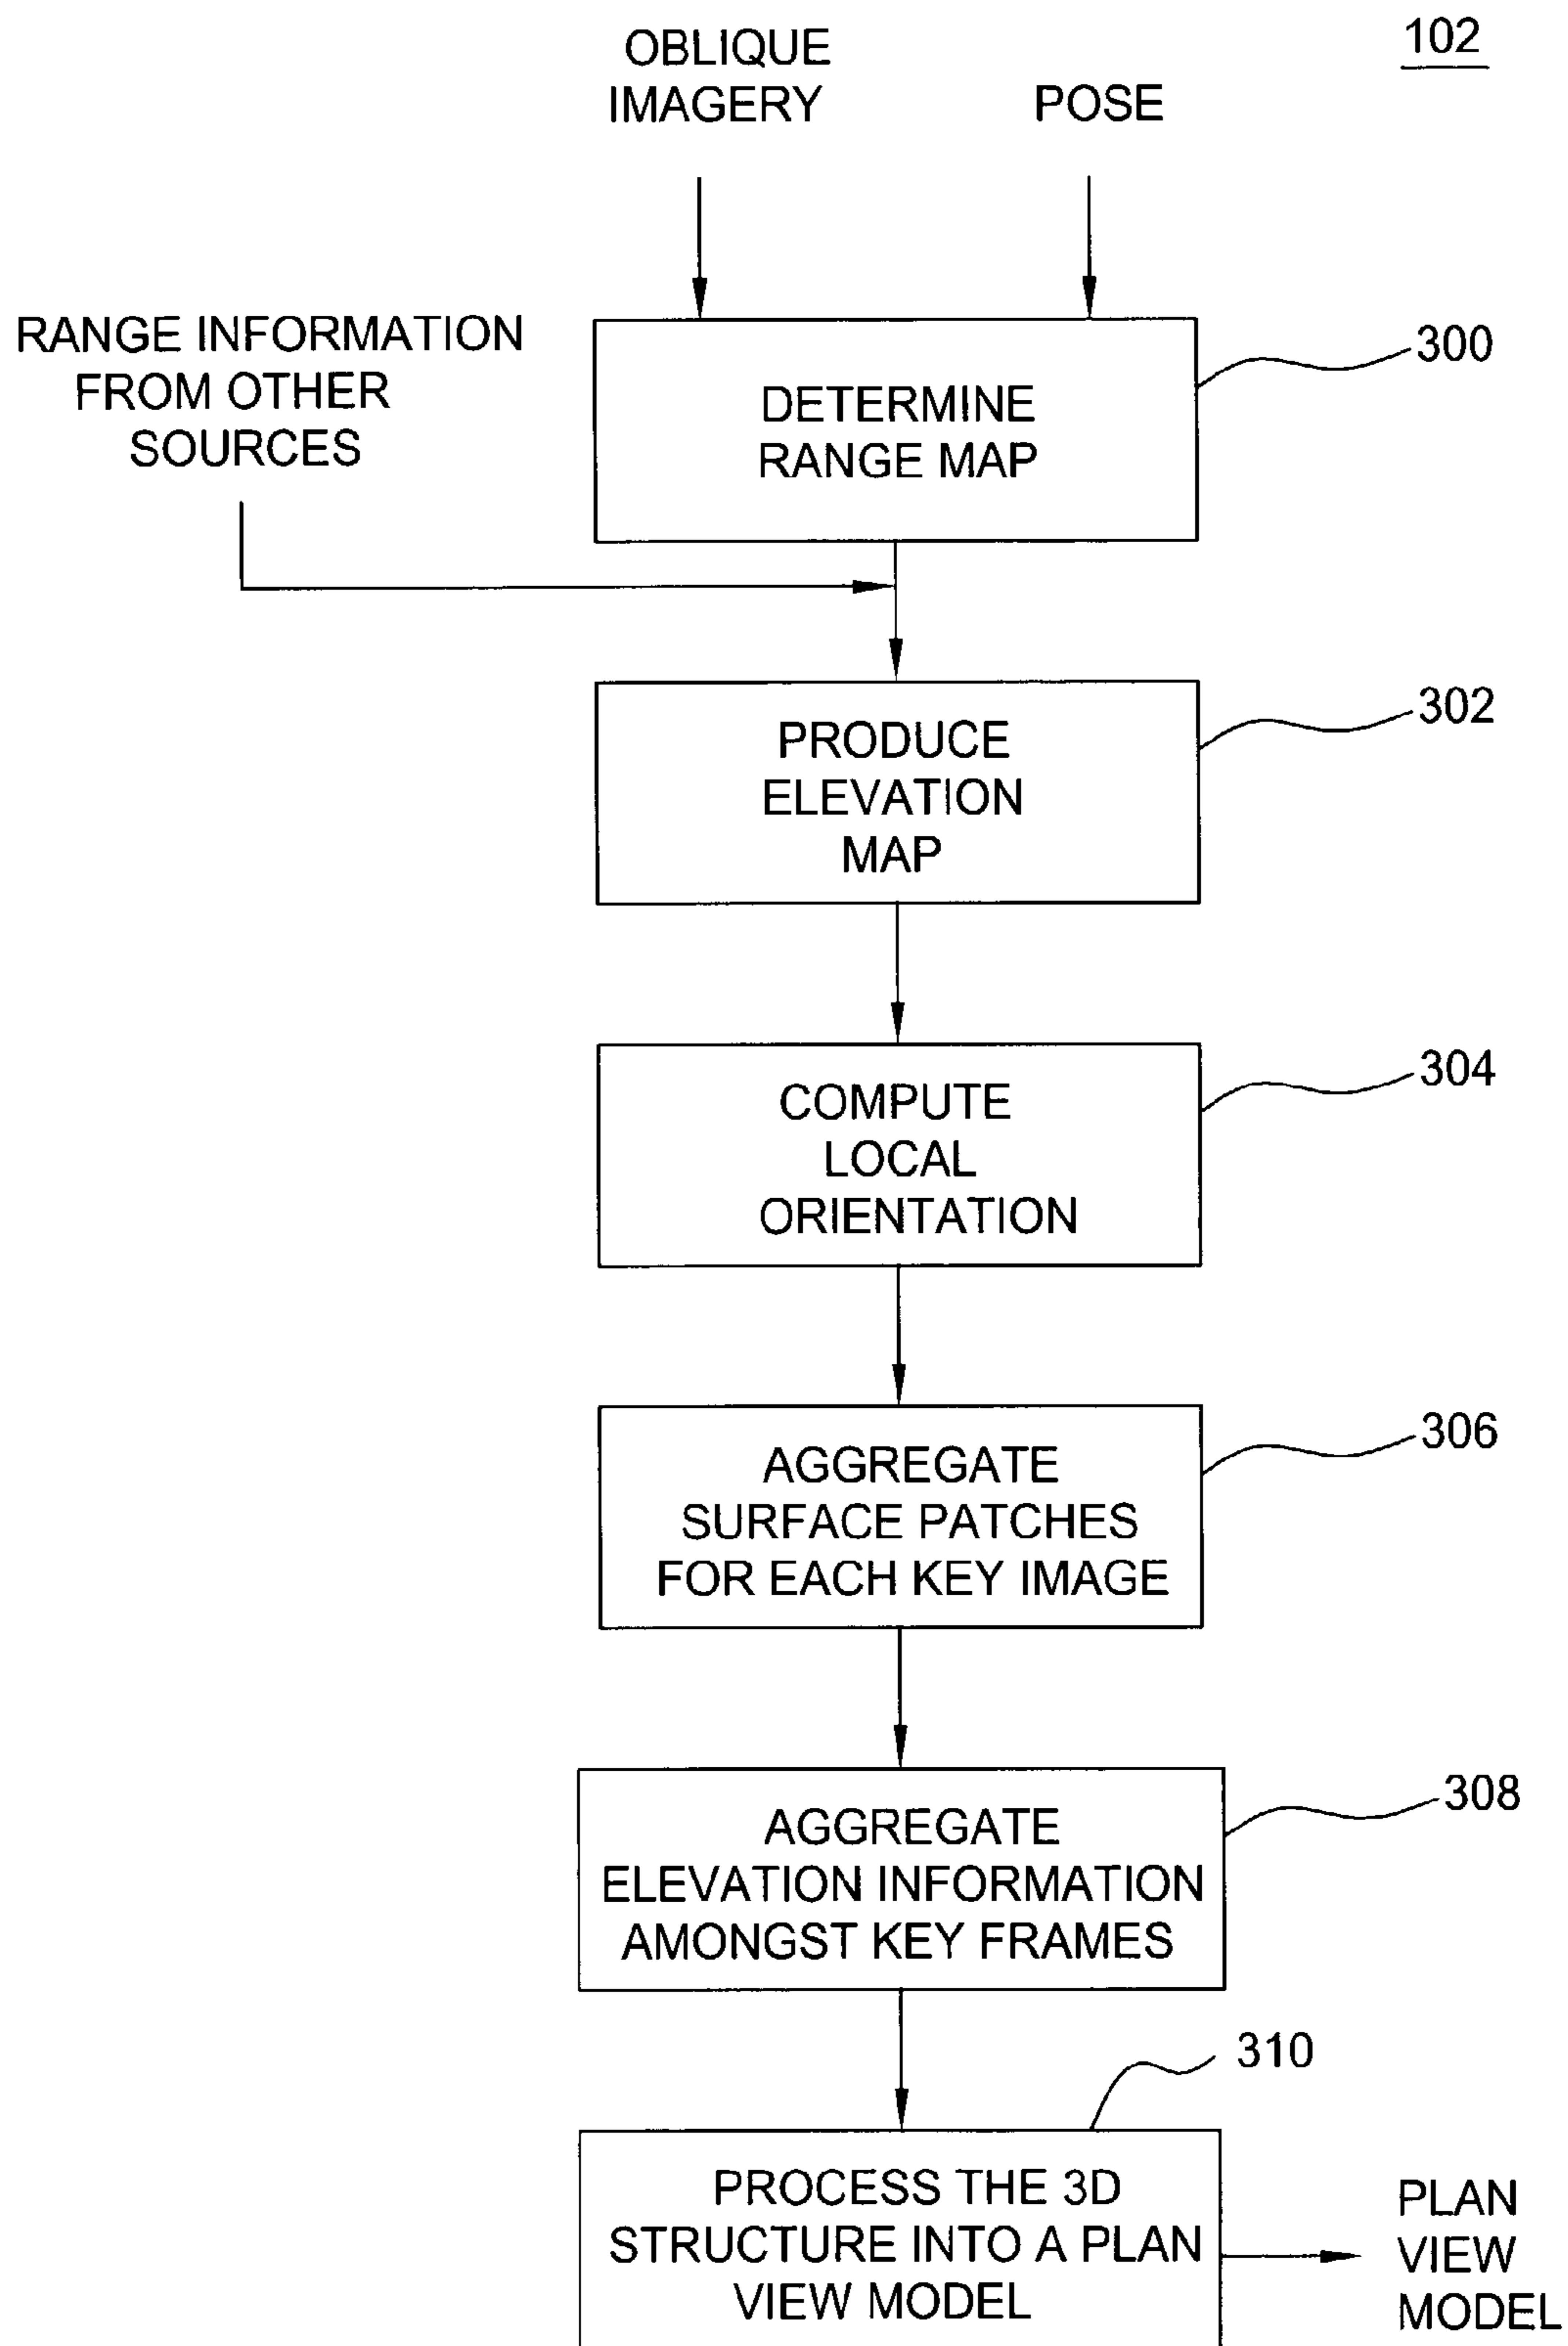 102
OBLIQUE
IMAGERY
POSE
RANGE INFORMATION
FROM OTHER
SOURCES
300
DETERMINE
RANGE MAP
302
PRODUCE
ELEVATION
MAP
304
COMPUTE
LOCAL
ORIENTATION
306
AGGREGATE
SURFACE PATCHES
FOR EACH KEY IMAGE
308
AGGREGATE
ELEVATION INFORMATION
AMONGST KEY FRAMES
310
PROCESS THE 3D
STRUCTURE INTO A PLAN
VIEW MODEL
PLAN
VIEW
MODEL